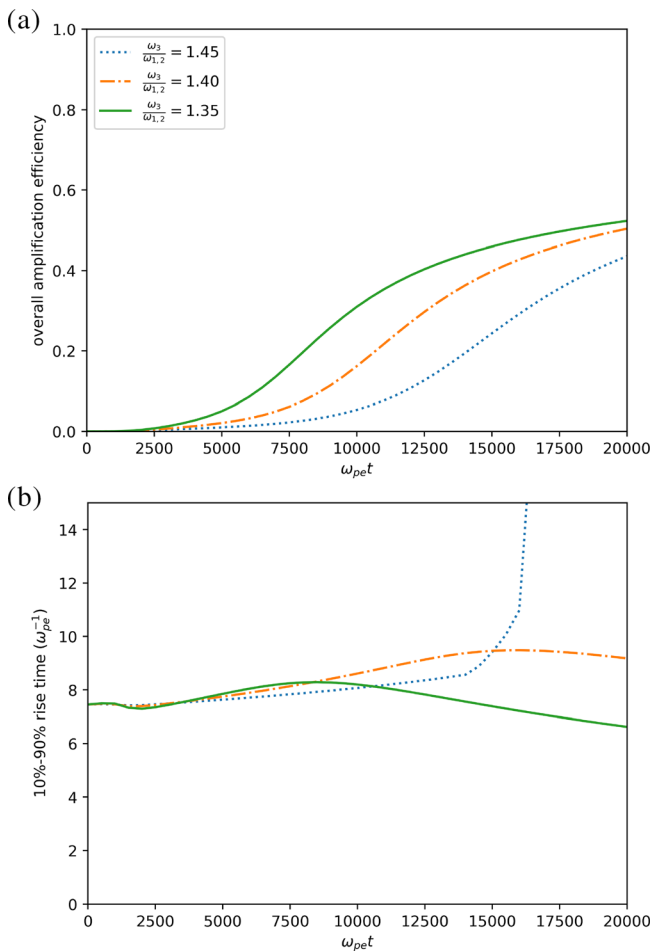 (a)
1.0
0.8
0.6
0.4
0.2
0.0
overall amplification efficiency
ω₃/ω₁,₂ = 1.45
ω₃/ω₁,₂ = 1.40
ω₃/ω₁,₂ = 1.35
0 2500 5000 7500 10000 12500 15000 17500 20000
ωₚₑt
(b)
14
12
10
8
6
4
2
0
10%-90% rise time (ωₚₑ⁻¹)
0 2500 5000 7500 10000 12500 15000 17500 20000
ωₚₑt